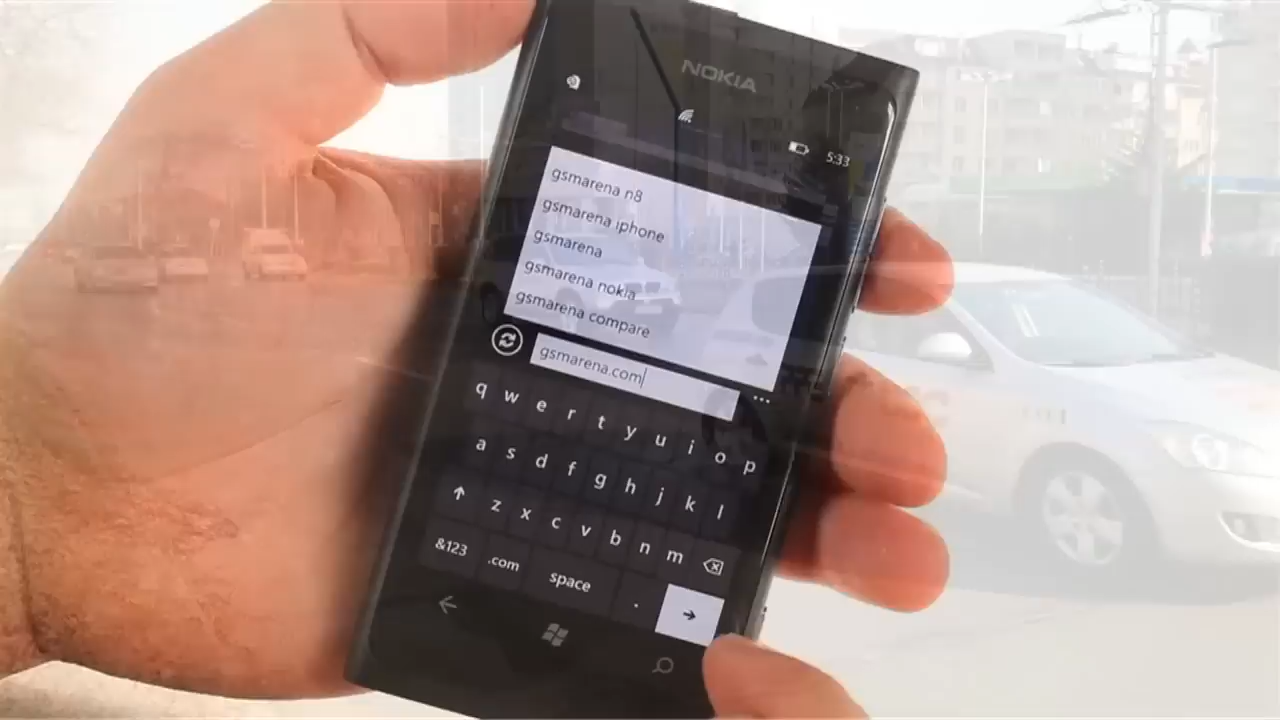 NOKIA
5:33
gsmarena n8
gsmarena iphone
gsmarena
gsmarena nokia
gsmarena compare
gsmarena.com
q w e r t y u i o p
a s d f g h j k l
z x c v b n m
&123 .com space .